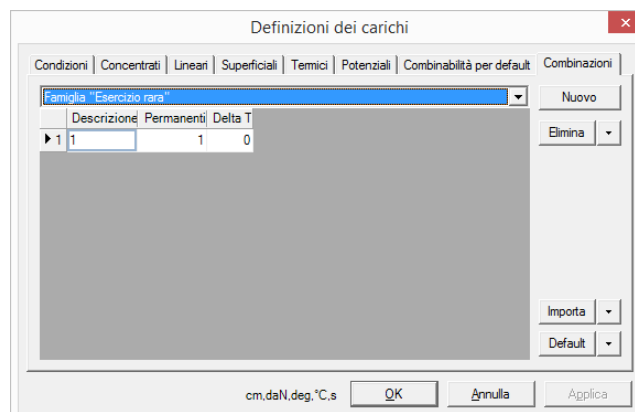 Definizioni dei carichi
Condizioni Concentrati Lineari Superficiali Termici Potenziali Combinabilità per default Combinazioni
Famiglia "Esercizio rara"
Nuovo
Descrizione Permanenti Delta T
1 1 1 0
Elimina
Importa
Default
cm,daN,deg,°C,s
OK
Annulla
Applica